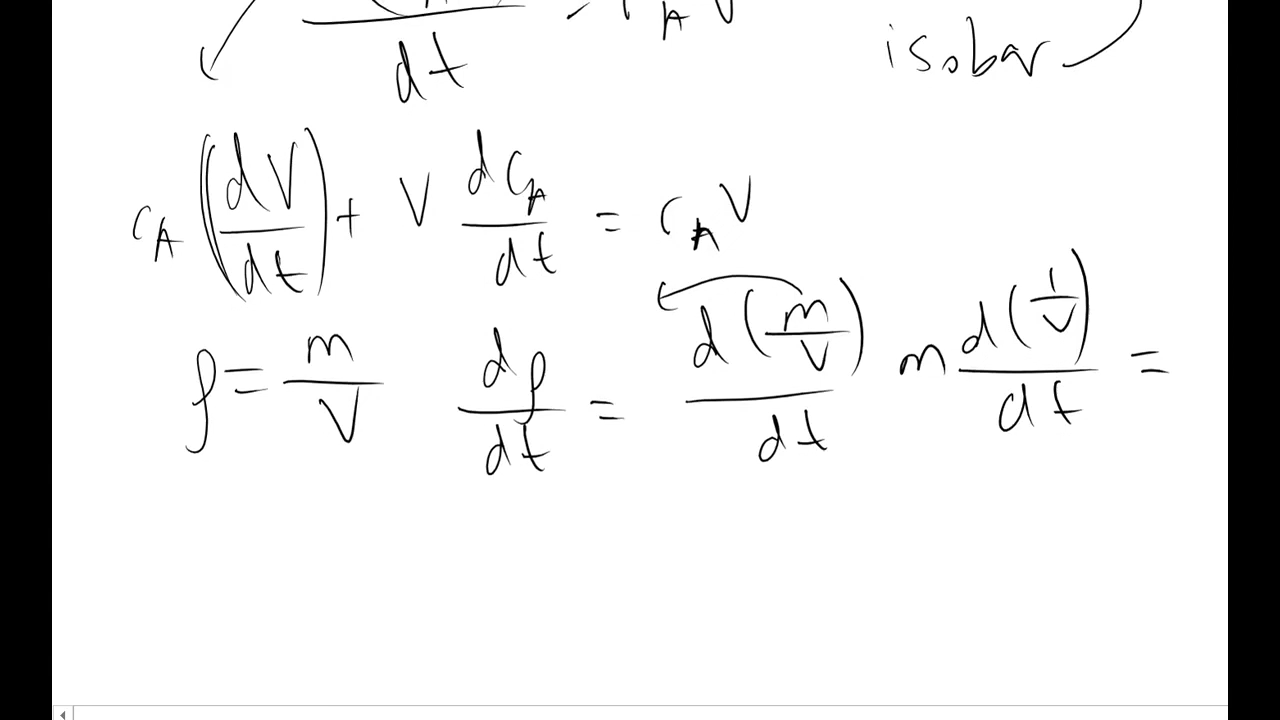 dt
A V
isobar
c_A (dV/dt) + V dc_A/dt = c_A V
ρ = m/V dρ/dt = d(m/V)/dt m d(1/V)/dt =